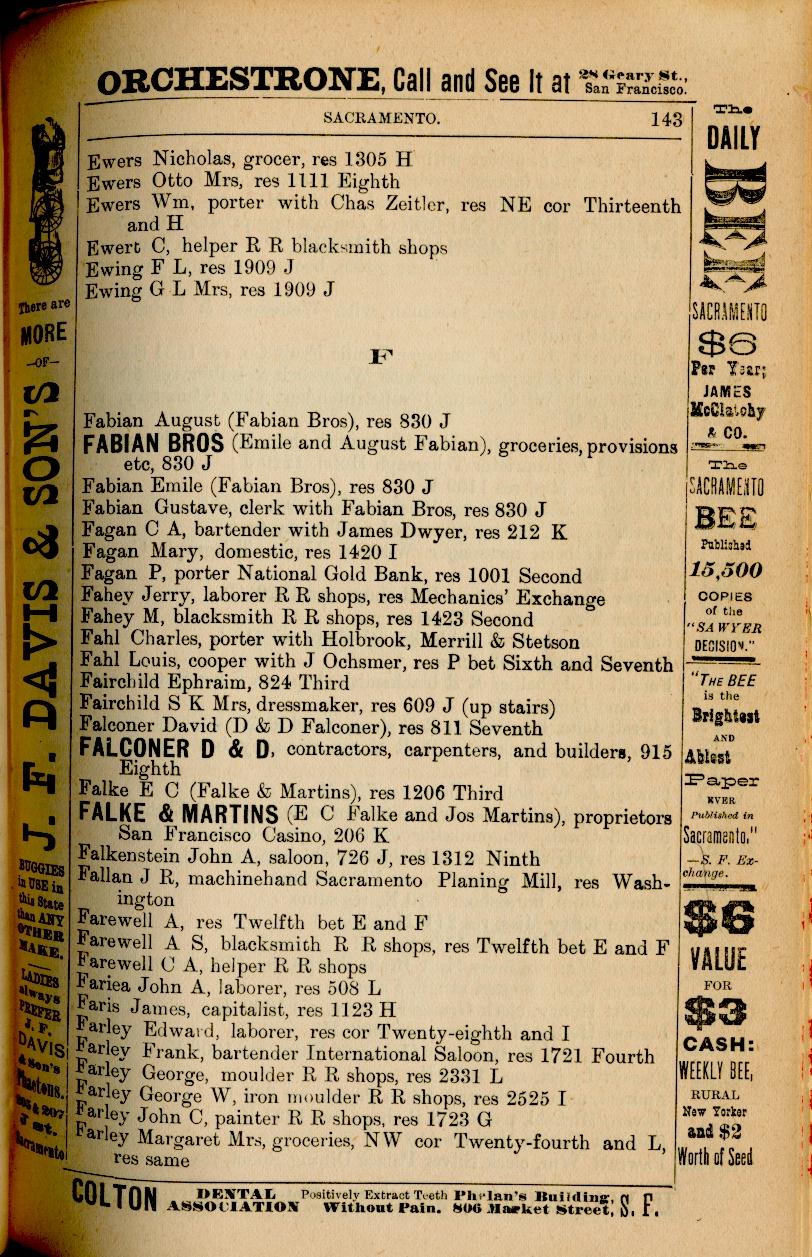 ORCHESTRONE, Call and See It at 28 Geary St., San Francisco.
SACRAMENTO. 143
Ewers Nicholas, grocer, res 1305 H
Ewers Otto Mrs, res 1111 Eighth
Ewers Wm, porter with Chas Zeitler, res NE cor Thirteenth
and H
Ewert C, helper R R blacksmith shops
Ewing F L, res 1909 J
Ewing G L Mrs, res 1909 J
F
Fabian August (Fabian Bros), res 830 J
FABIAN BROS (Emile and August Fabian), groceries, provisions
etc, 830 J
Fabian Emile (Fabian Bros), res 830 J
Fabian Gustave, clerk with Fabian Bros, res 830 J
Fagan C A, bartender with James Dwyer, res 212 K
Fagan Mary, domestic, res 1420 I
Fagan P, porter National Gold Bank, res 1001 Second
Fahey Jerry, laborer R R shops, res Mechanics' Exchange
Fahey M, blacksmith R R shops, res 1423 Second
Fahl Charles, porter with Holbrook, Merrill & Stetson
Fahl Louis, cooper with J Ochsmer, res P bet Sixth and Seventh
Fairchild Ephraim, 824 Third
Fairchild S K Mrs, dressmaker, res 609 J (up stairs)
Falconer David (D & D Falconer), res 811 Seventh
FALCONER D & D, contractors, carpenters, and builders, 915
Eighth
Falke E C (Falke & Martins), res 1206 Third
FALKE & MARTINS (E C Falke and Jos Martins), proprietors
San Francisco Casino, 206 K
Falkenstein John A, saloon, 726 J, res 1312 Ninth
Fallan J R, machinehand Sacramento Planing Mill, res Wash-
ington
Farewell A, res Twelfth bet E and F
Farewell A S, blacksmith R R shops, res Twelfth bet E and F
Farewell C A, helper R R shops
Fariea John A, laborer, res 508 L
Faris James, capitalist, res 1123 H
Farley Edward, laborer, res cor Twenty-eighth and I
Farley Frank, bartender International Saloon, res 1721 Fourth
Farley George, moulder R R shops, res 2331 L
Farley George W, iron moulder R R shops, res 2525 I
Farley John C, painter R R shops, res 1723 G
Farley Margaret Mrs, groceries, NW cor Twenty-fourth and L,
res same
COLTON DENTAL ASSOCIATION Positively Extract Teeth Without Pain. Phelan's Building, 806 Market Street, S. F.
There are
MORE
—OF—
J. F. DAVIS & SON'S
BUGGIES
in USE in
this State
than ANY
OTHER
MAKE.
LADIES
always
PREFER
J. F.
DAVIS
& Son's
Phaetons.
& 207
J St.
Sacramento
The
DAILY
BEE
SACRAMENTO
$6
Per Year;
JAMES
McClatchy
& CO.
The
SACRAMENTO
BEE
Published
15,500
COPIES
of the
"SAWYER
DECISION."
"THE BEE
is the
Brightest
AND
Ablest
Paper
EVER
Published in
Sacramento."
—S. F. Ex-
change.
$6
VALUE
FOR
$3
CASH:
WEEKLY BEE,
RURAL
New Yorker
and $2
Worth of Seed